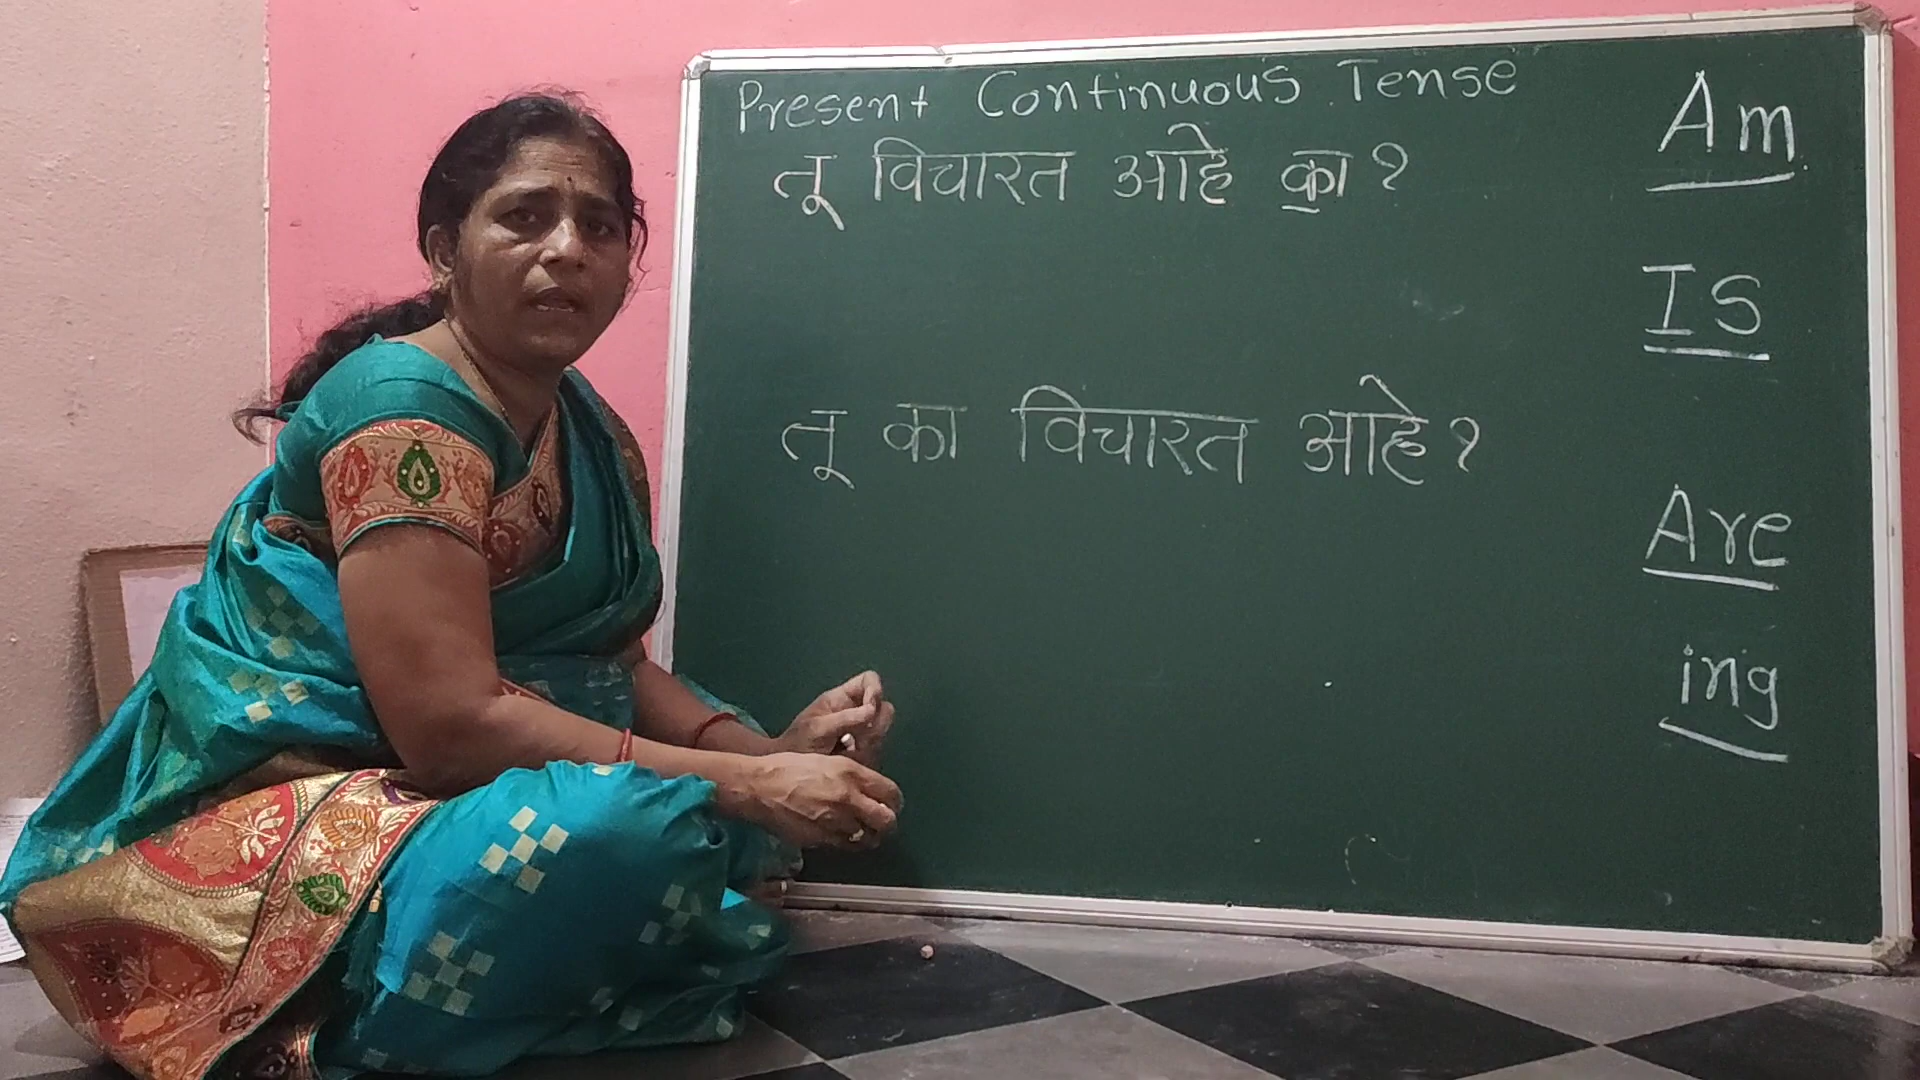 Present Continuous Tense
तू विचारत आहे का?
तू का विचारत आहे?
Am
Is
Are
ing